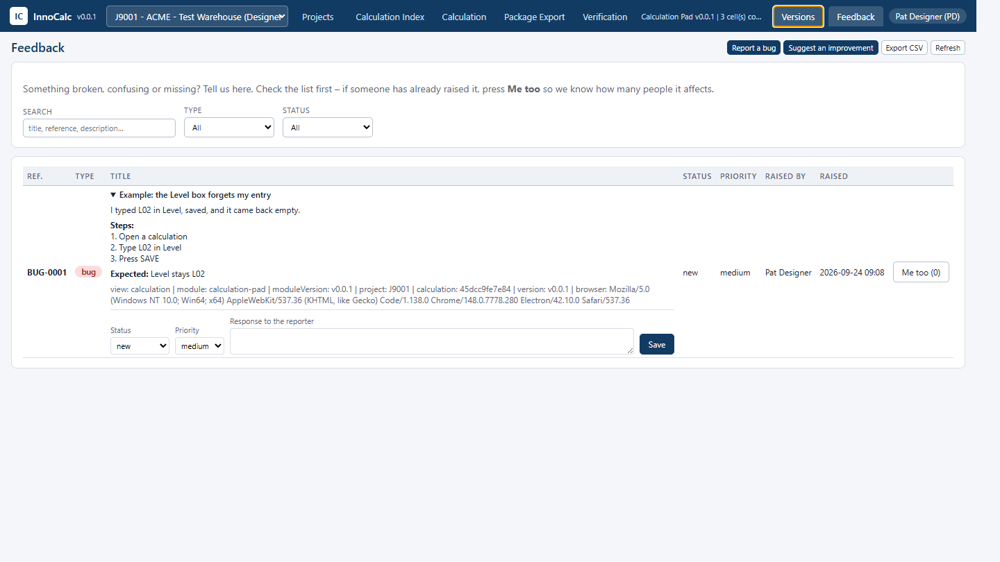 IC InnoCalc v0.0.1 J9001 - ACME - Test Warehouse (Designer Projects Calculation Index Calculation Package Export Verification Calculation Pad v0.0.1 | 3 cell(s) co... Versions Feedback Pat Designer (PD)
Feedback Report a bug Suggest an improvement Export CSV Refresh
Something broken, confusing or missing? Tell us here. Check the list first – if someone has already raised it, press Me too so we know how many people it affects.
SEARCH TYPE STATUS
title, reference, description... All All
REF. TYPE TITLE STATUS PRIORITY RAISED BY RAISED
▼ Example: the Level box forgets my entry
I typed L02 in Level, saved, and it came back empty.
Steps:
1. Open a calculation
2. Type L02 in Level
3. Press SAVE
BUG-0001 bug Expected: Level stays L02 new medium Pat Designer 2026-09-24 09:08 Me too (0)
view: calculation | module: calculation-pad | moduleVersion: v0.0.1 | project: J9001 | calculation: 45dcc9fe7e84 | version: v0.0.1 | browser: Mozilla/5.0
(Windows NT 10.0; Win64; x64) AppleWebKit/537.36 (KHTML, like Gecko) Code/1.138.0 Chrome/148.0.7778.280 Electron/42.10.0 Safari/537.36
Status Priority Response to the reporter
new medium Save